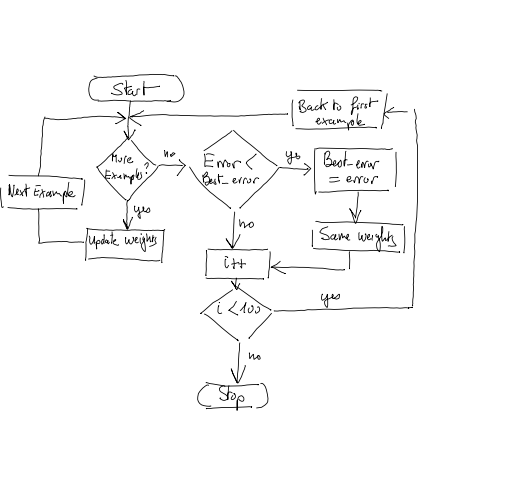 Start
Back to first
example
More
Examples?
no
Error <
Best_error
yes
Best_error
= error
Next Example
yes
Update weights
no
Same weights
i++
i < 100
yes
no
Stop